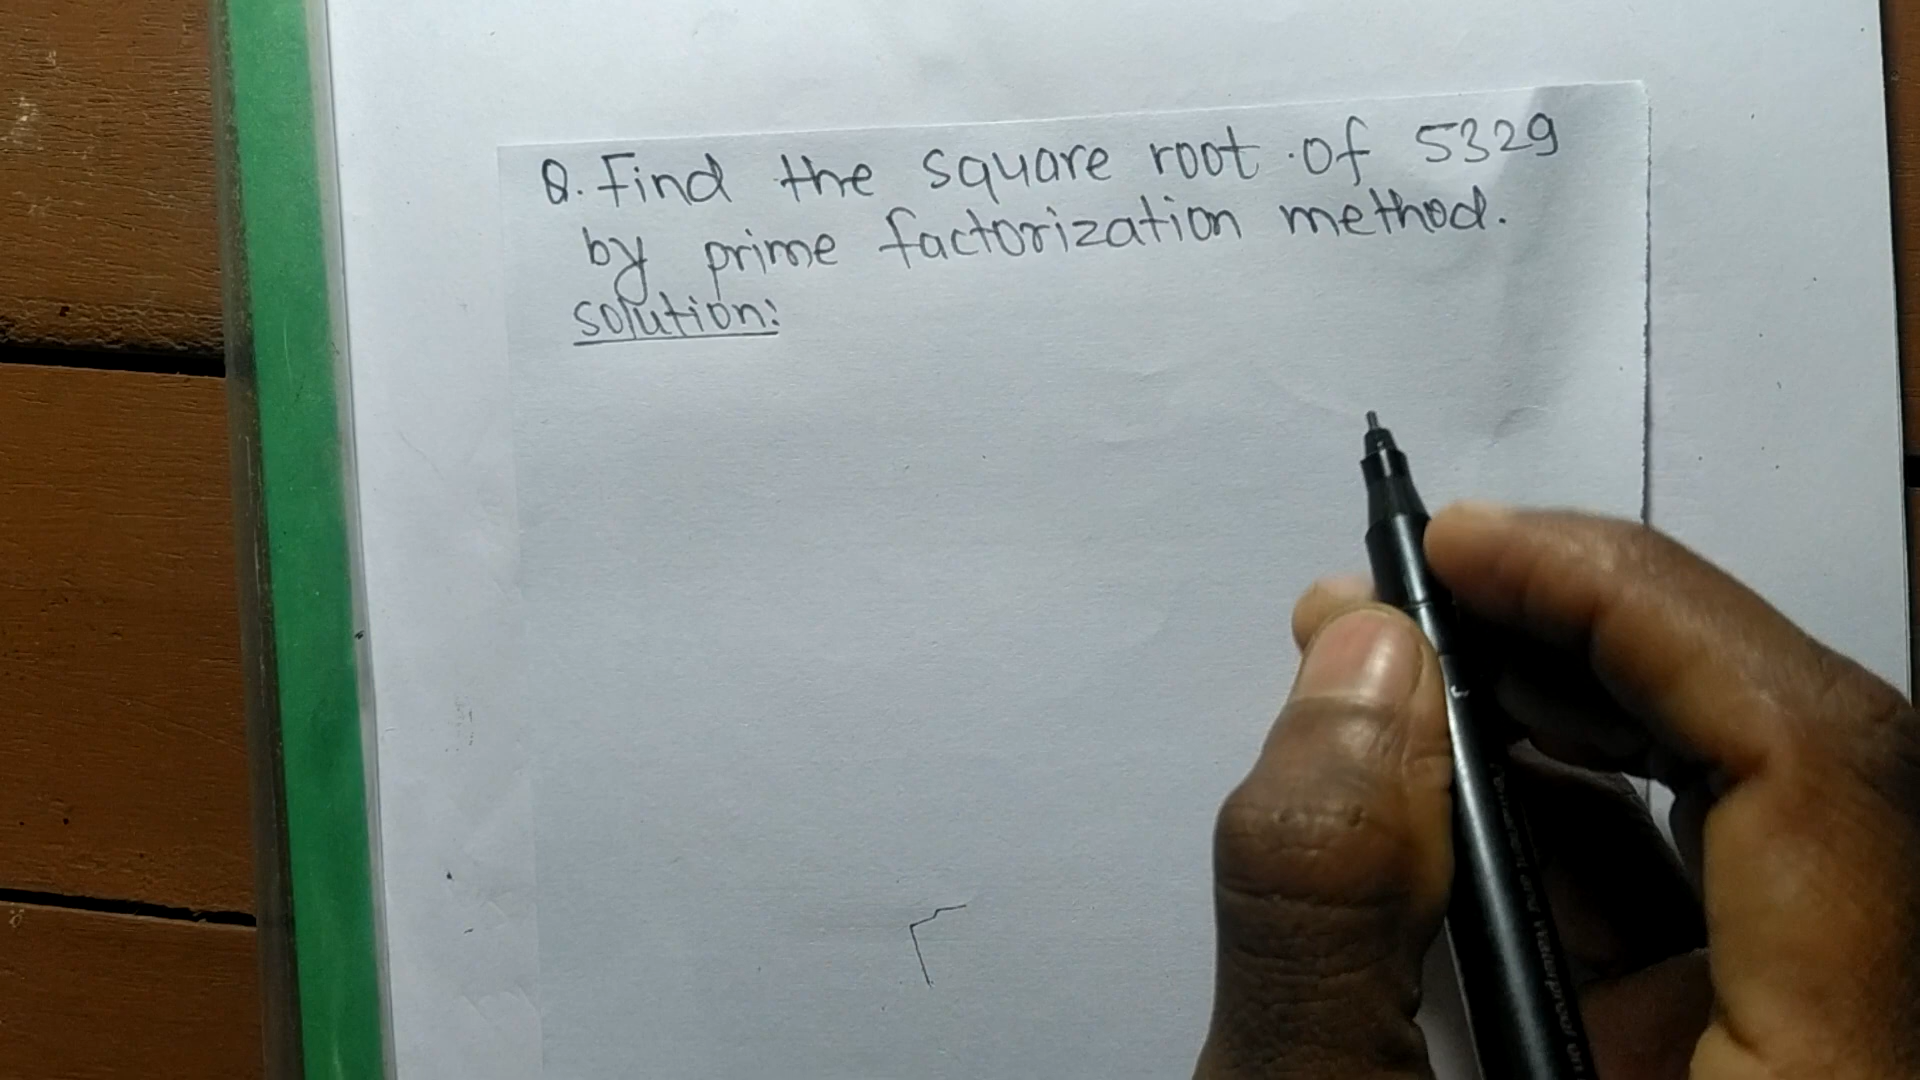 Q. Find the square root of 5329
by prime factorization method.
solution: